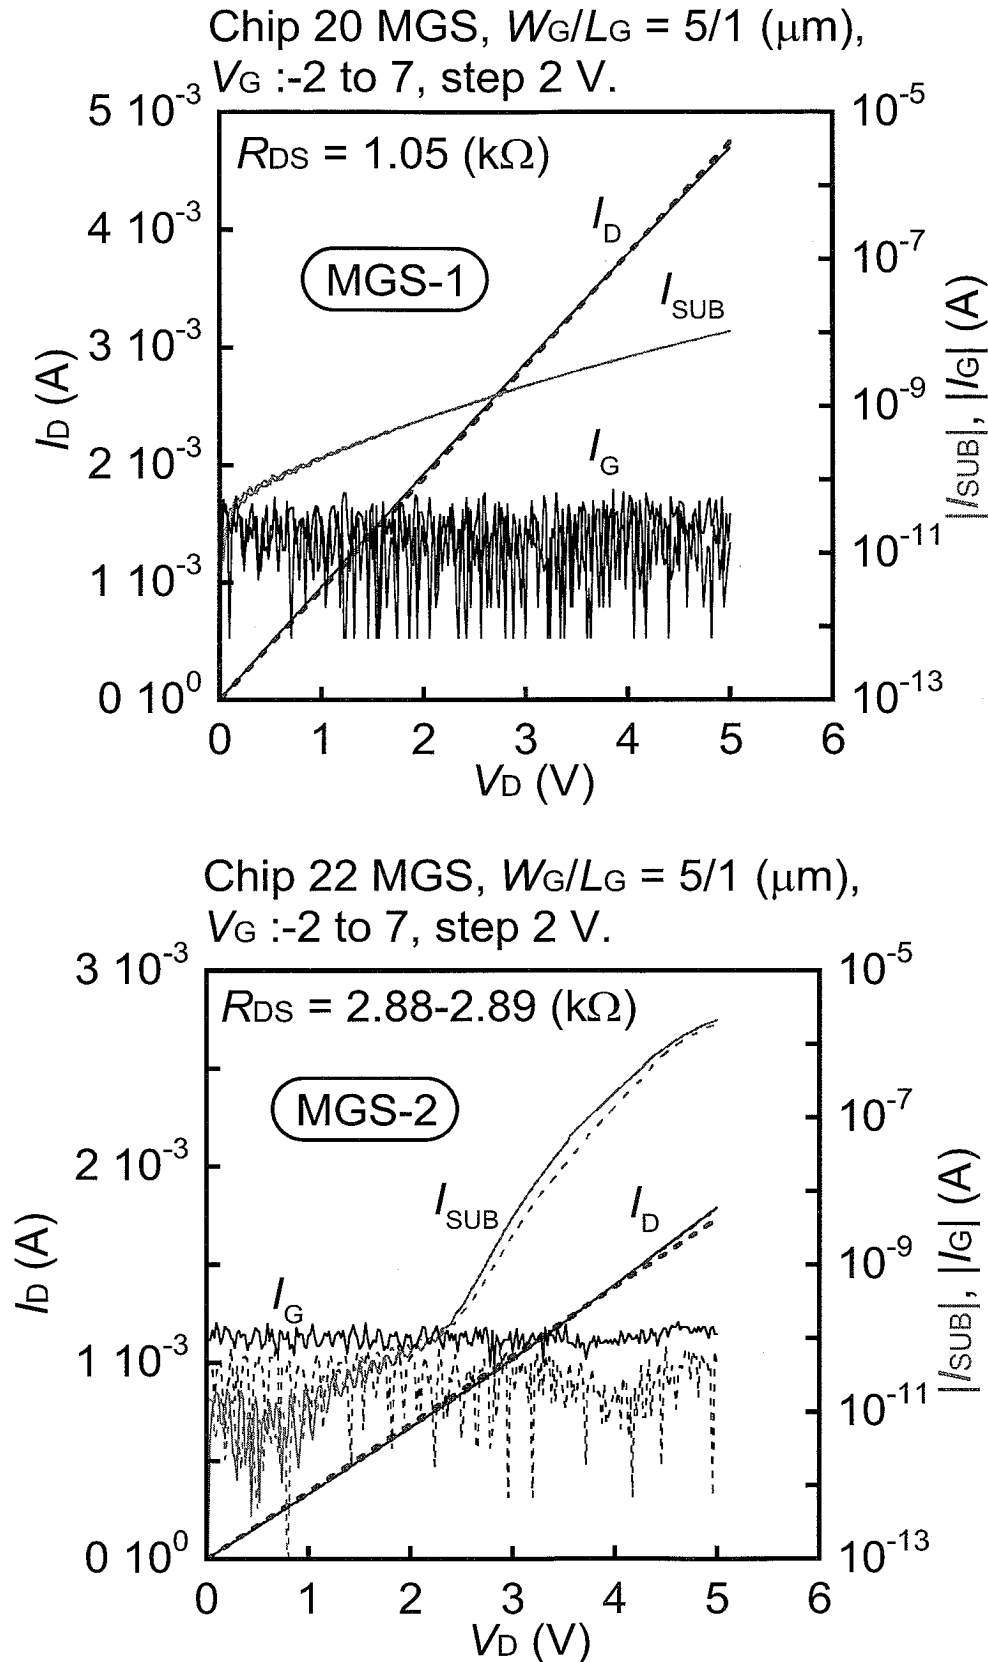 Chip 20 MGS, WG/LG = 5/1 (μm),
VG :-2 to 7, step 2 V.
RDS = 1.05 (kΩ)
MGS-1
ID
ISUB
IG
5 10-3
4 10-3
3 10-3
2 10-3
1 10-3
0 100
ID (A)
10-5
10-7
10-9
10-11
10-13
|ISUB|, |IG| (A)
0 1 2 3 4 5 6
VD (V)
Chip 22 MGS, WG/LG = 5/1 (μm),
VG :-2 to 7, step 2 V.
RDS = 2.88-2.89 (kΩ)
MGS-2
ISUB
ID
IG
3 10-3
2 10-3
1 10-3
0 100
ID (A)
10-5
10-7
10-9
10-11
10-13
|ISUB|, |IG| (A)
0 1 2 3 4 5 6
VD (V)